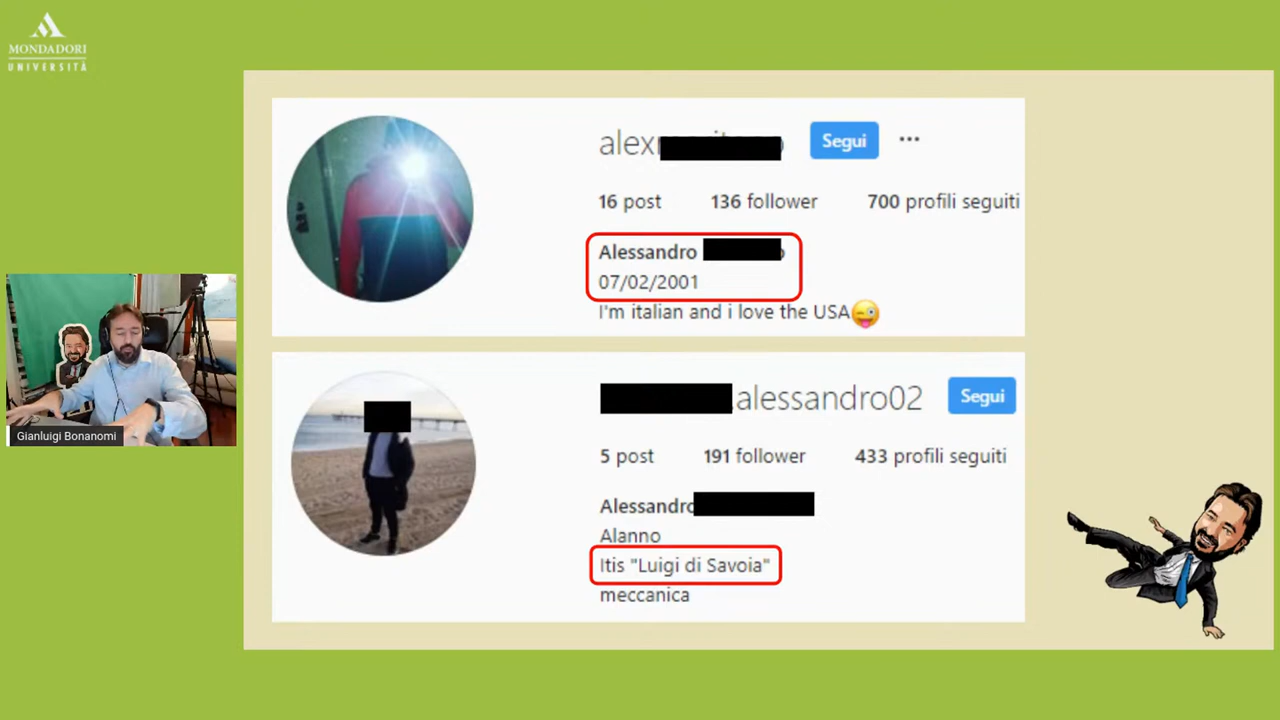 MONDADORI
UNIVERSITÀ
Segui
16 post 136 follower 700 profili seguiti
Alessandro
07/02/2001
I'm italian and i love the USA😜
.alessandro02 Segui
5 post 191 follower 433 profili seguiti
Alessandro
Alanno
Itis "Luigi di Savoia"
meccanica
Gianluigi Bonanomi